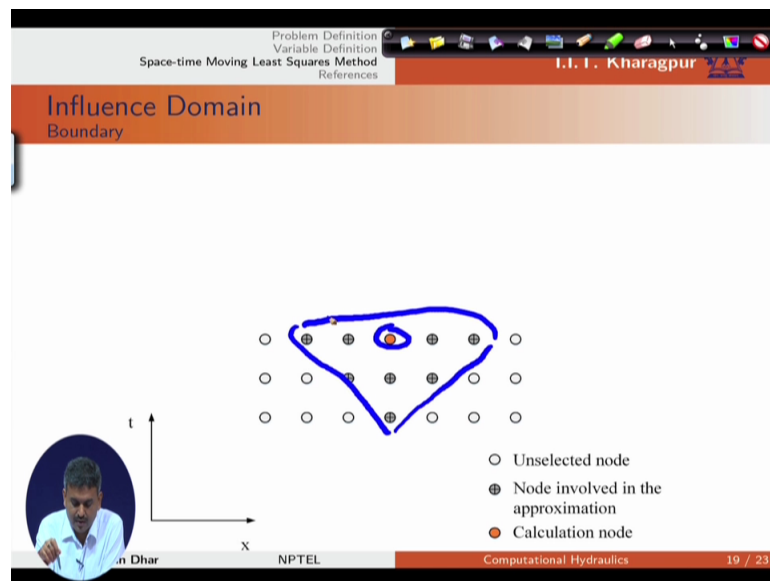 Problem Definition
Variable Definition
Space-time Moving Least Squares Method
References
I.I.T. Kharagpur
Influence Domain
Boundary
t
x
Unselected node
Node involved in the
approximation
Calculation node
n Dhar
NPTEL
Computational Hydraulics
19 / 23